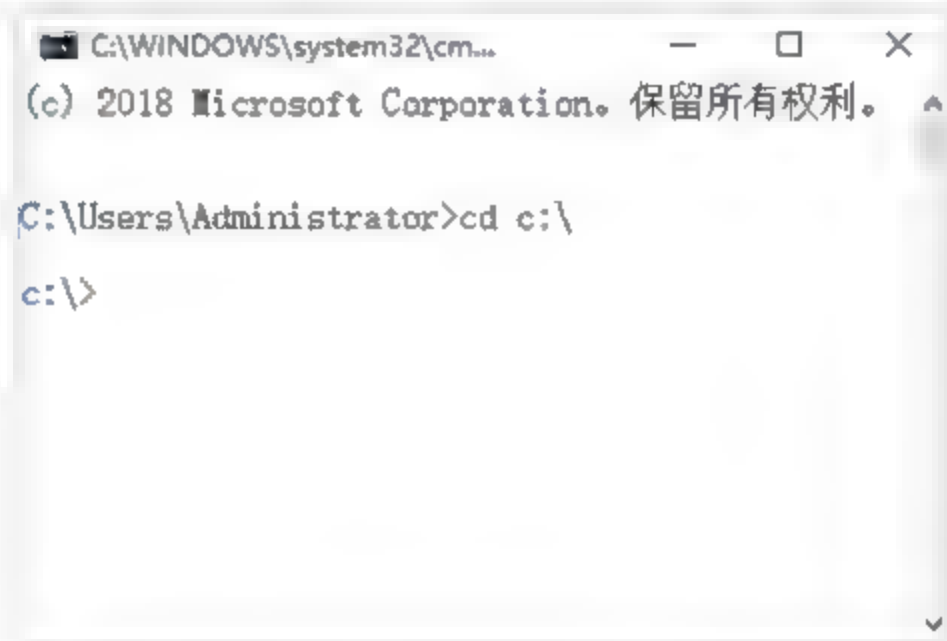 C:\WINDOWS\system32\cm...
(c) 2018 Microsoft Corporation。保留所有权利。
C:\Users\Administrator>cd c:\
c:\>